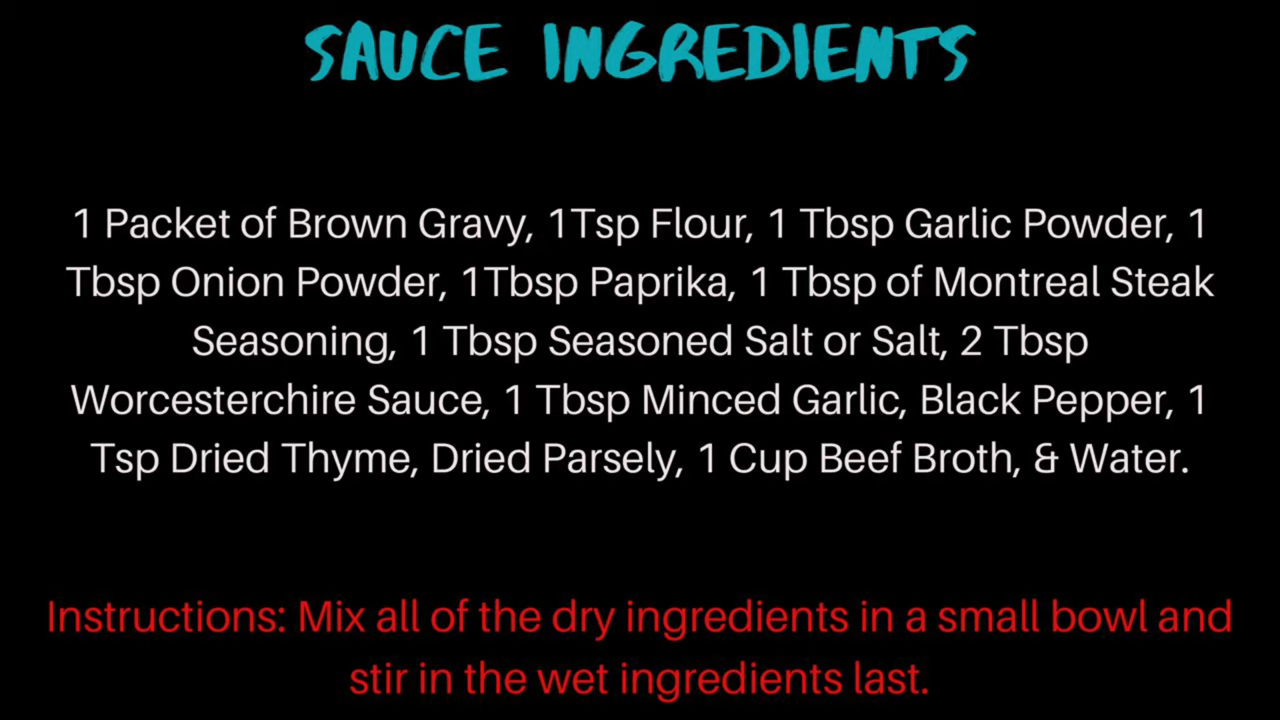 SAUCE INGREDIENTS
1 Packet of Brown Gravy, 1Tsp Flour, 1 Tbsp Garlic Powder, 1
Tbsp Onion Powder, 1Tbsp Paprika, 1 Tbsp of Montreal Steak
Seasoning, 1 Tbsp Seasoned Salt or Salt, 2 Tbsp
Worcesterchire Sauce, 1 Tbsp Minced Garlic, Black Pepper, 1
Tsp Dried Thyme, Dried Parsely, 1 Cup Beef Broth, & Water.
Instructions: Mix all of the dry ingredients in a small bowl and
stir in the wet ingredients last.